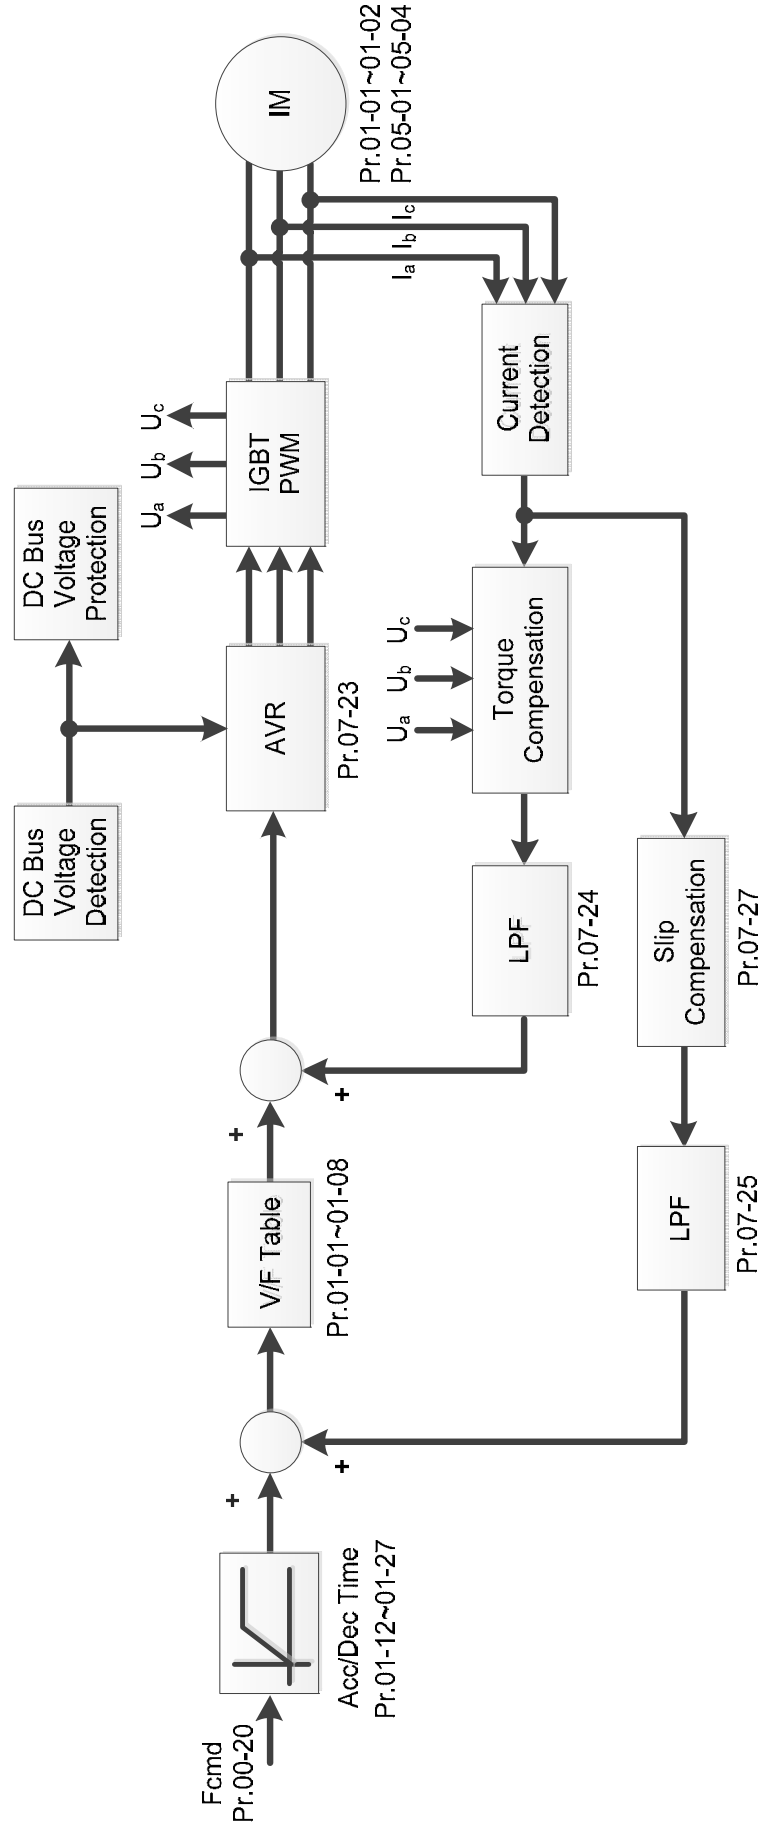 DC Bus
Voltage
Detection
DC Bus
Voltage
Protection
Fcmd
Pr.00-20
Acc/Dec Time
Pr.01-12~01-27
+
+
V/F Table
Pr.01-01~01-08
+
+
AVR
Pr.07-23
IGBT
PWM
Ua
Ub
Uc
IM
Pr.01-01~01-02
Pr.05-01~05-04
Ia
Ib
Ic
Current
Detection
Ua
Ub
Uc
Torque
Compensation
LPF
Pr.07-24
Slip
Compensation
Pr.07-27
LPF
Pr.07-25